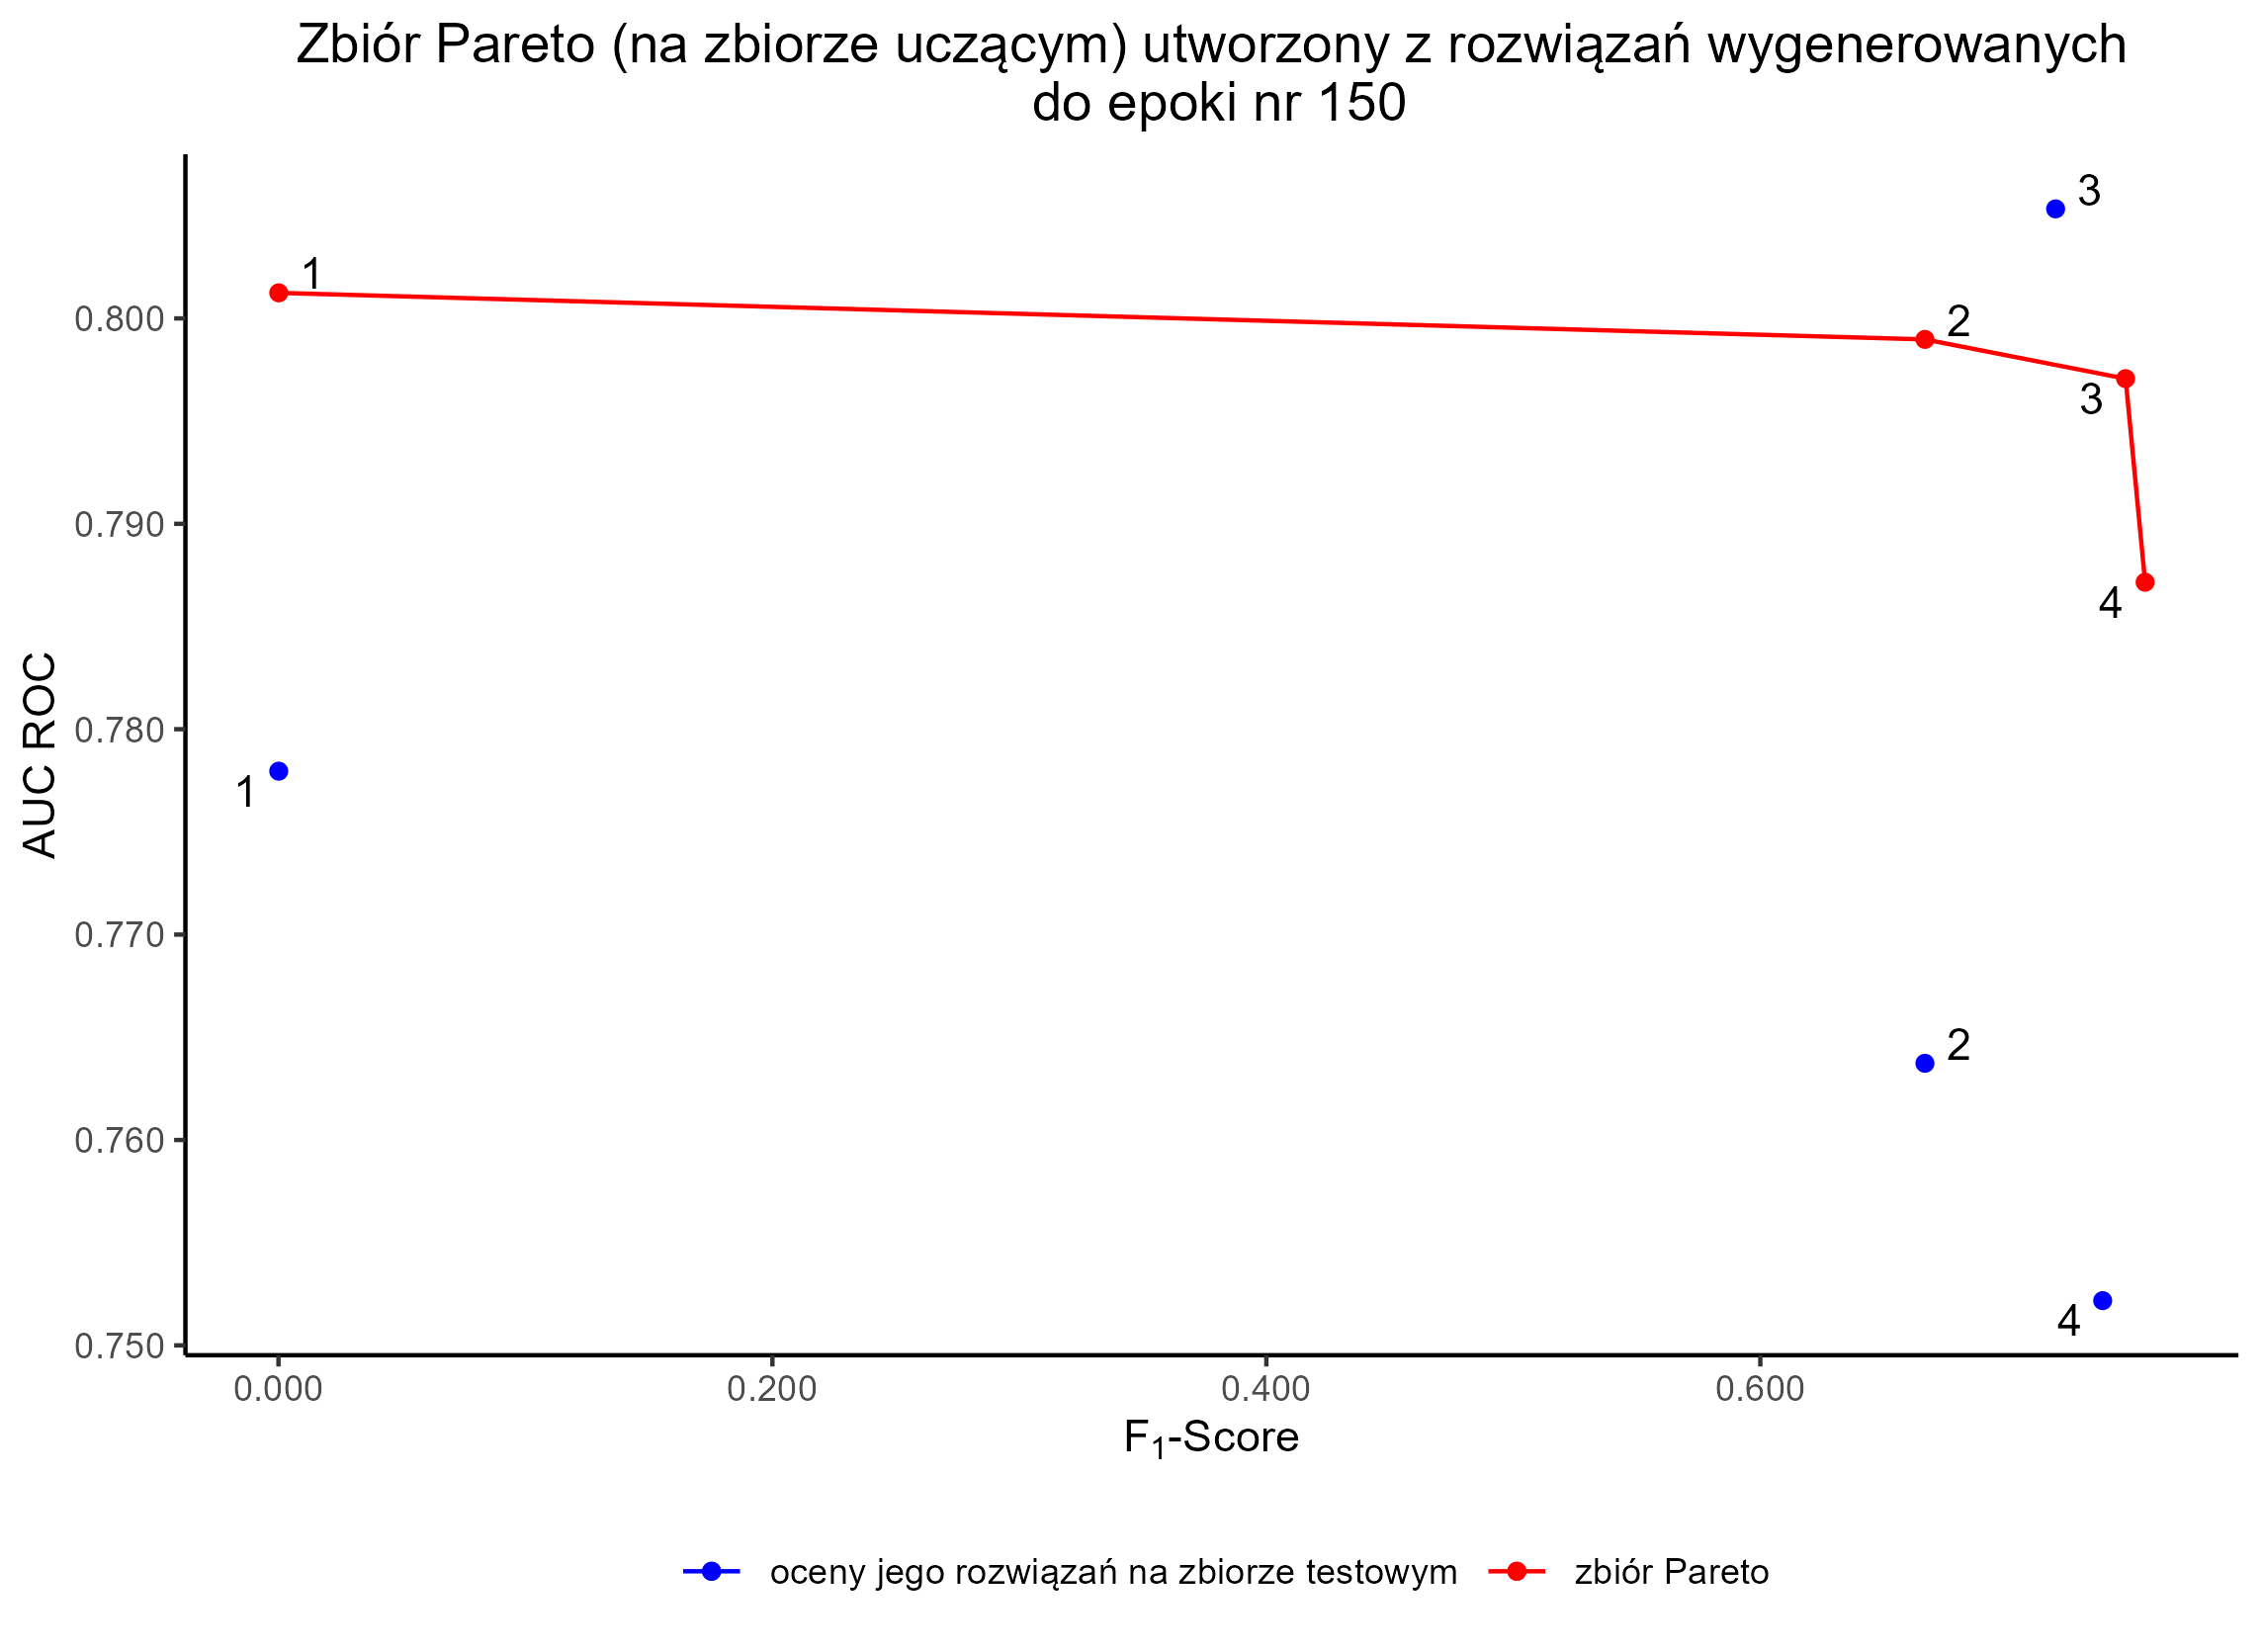 Zbiór Pareto (na zbiorze uczącym) utworzony z rozwiązań wygenerowanych
do epoki nr 150
AUC ROC
0.800
0.790
0.780
0.770
0.760
0.750
1
2
3
4
3
1
2
4
0.000 0.200 0.400 0.600
F₁-Score
oceny jego rozwiązań na zbiorze testowym zbiór Pareto